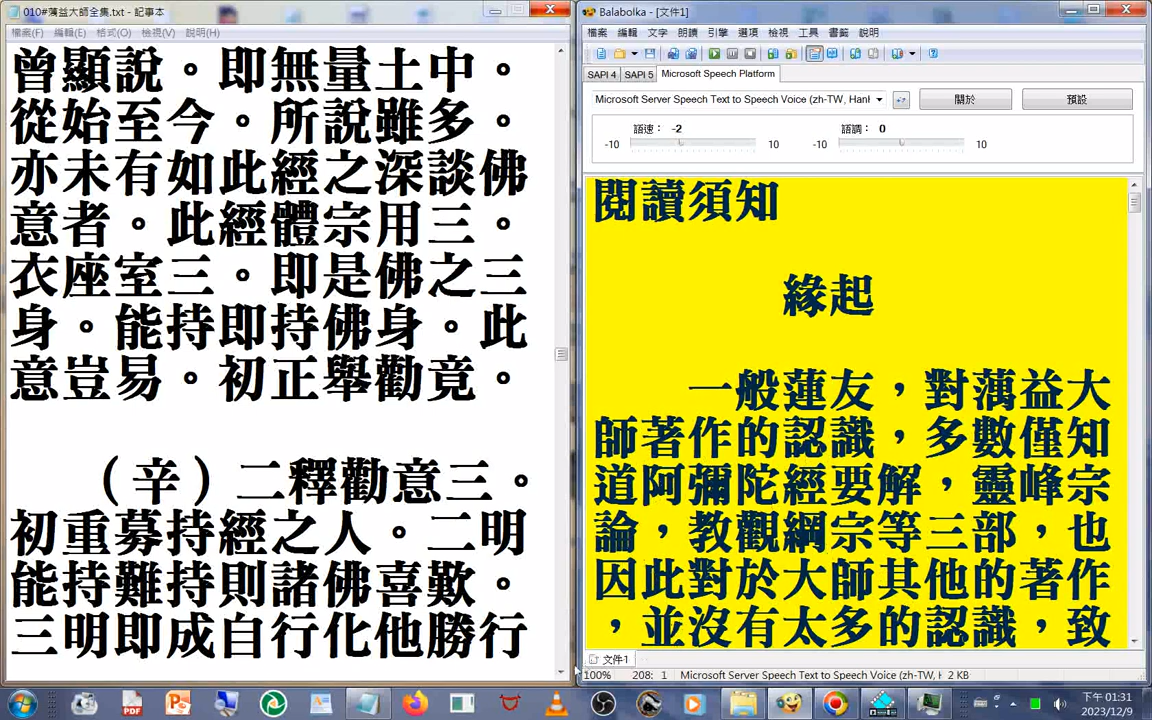 010#蕅益大師全集.txt - 記事本
檔案(F) 編輯(E) 格式(O) 檢視(V) 說明(H)
曾顯說。即無量土中。
從始至今。所說雖多。
亦未有如此經之深談佛
意者。此經體宗用三。
衣座室三。即是佛之三
身。能持即持佛身。此
意豈易。初正舉勸竟。
（辛）二釋勸意三。
初重募持經之人。二明
能持難持則諸佛喜歎。
三明即成自行化他勝行
Balabolka - [文件1]
檔案 編輯 文字 朗讀 引擎 選項 檢視 工具 書籤 說明
SAPI 4 SAPI 5 Microsoft Speech Platform
Microsoft Server Speech Text to Speech Voice (zh-TW, Hanl
關於 預設
語速： -2 語調： 0
-10 10 -10 10
閱讀須知
緣起
一般蓮友，對蕅益大
師著作的認識，多數僅知
道阿彌陀經要解，靈峰宗
論，教觀綱宗等三部，也
因此對於大師其他的著作
，並沒有太多的認識，致
文件1
100% 208: 1 Microsoft Server Speech Text to Speech Voice (zh-TW, H 2 KB
下午 01:31
2023/12/9